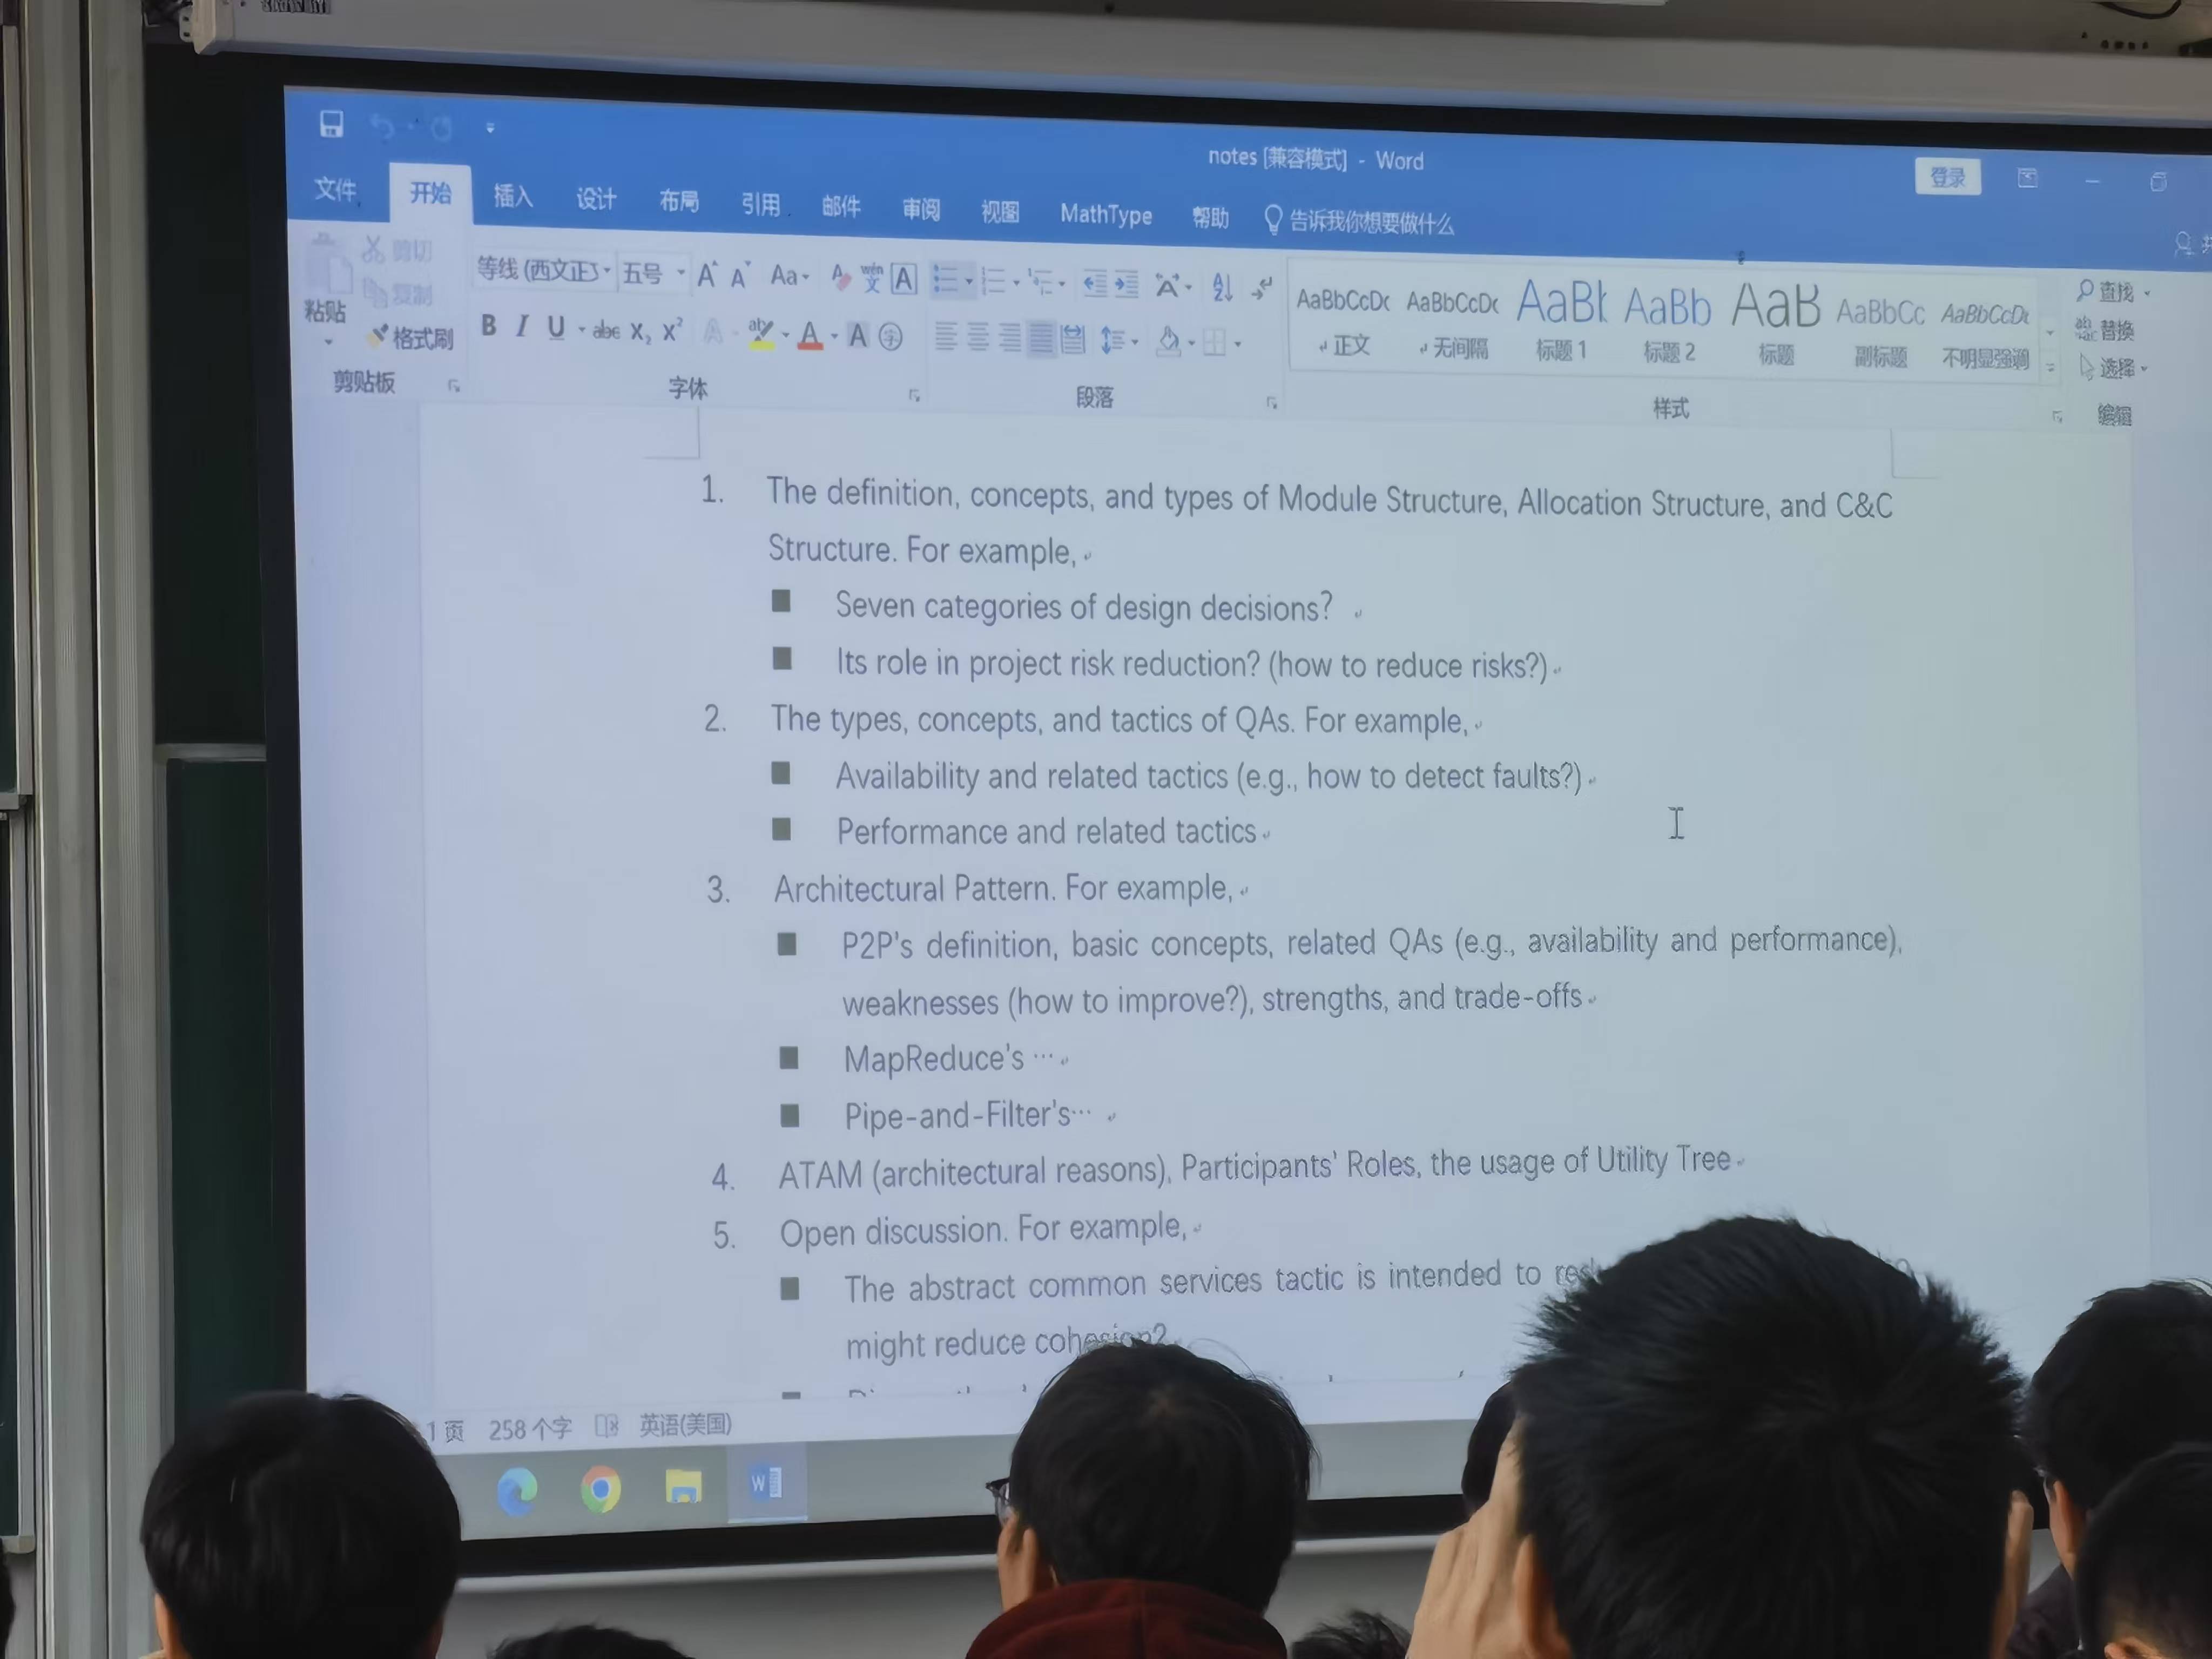 notes [兼容模式] - Word
登录
文件 开始 插入 设计 布局 引用 邮件 审阅 视图 MathType 帮助 告诉我你想要做什么
粘贴
剪切
复制
格式刷
剪贴板
等线 (西文正) 五号 Aa
字体
段落
AaBbCcDc AaBbCcDc AaBb AaBb AaB AaBbCc AaBbCcDc
正文 无间隔 标题 1 标题 2 标题 副标题 不明显强调
样式
查找
替换
选择
编辑
1. The definition, concepts, and types of Module Structure, Allocation Structure, and C&C
Structure. For example,
■ Seven categories of design decisions?
■ Its role in project risk reduction? (how to reduce risks?)
2. The types, concepts, and tactics of QAs. For example,
■ Availability and related tactics (e.g., how to detect faults?)
■ Performance and related tactics
3. Architectural Pattern. For example,
■ P2P's definition, basic concepts, related QAs (e.g., availability and performance),
weaknesses (how to improve?), strengths, and trade-offs
■ MapReduce's ···
■ Pipe-and-Filter's···
4. ATAM (architectural reasons), Participants' Roles, the usage of Utility Tree
5. Open discussion. For example,
■ The abstract common services tactic is intended to
might reduce cohesion?
1 页 258 个字 英语(美国)